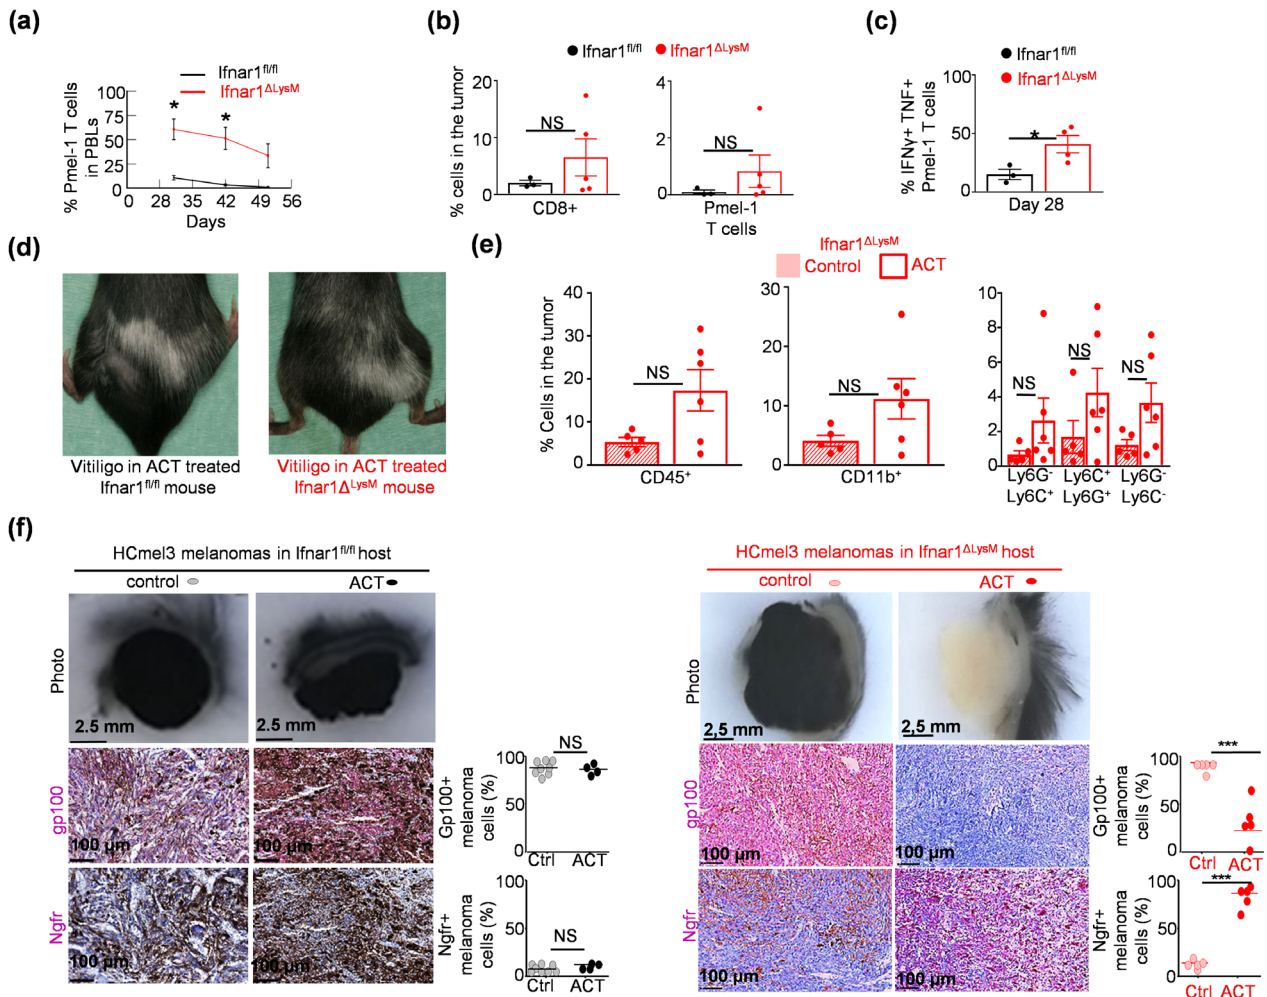 (a)
Ifnar1fl/fl
Ifnar1ΔLysM
% Pmel-1 T cells
in PBLs
100
75
50
25
0
*
*
0 28 35 42 49 56
Days
(b)
Ifnar1fl/fl
Ifnar1ΔLysM
% cells in the tumor
20
10
0
NS
CD8+
4
2
0
NS
Pmel-1
T cells
(c)
Ifnar1fl/fl
Ifnar1ΔLysM
% IFNγ+ TNF+
Pmel-1 T cells
100
50
0
*
Day 28
(d)
Vitiligo in ACT treated
Ifnar1fl/fl mouse
Vitiligo in ACT treated
Ifnar1ΔLysM mouse
(e)
Ifnar1ΔLysM
Control
ACT
% Cells in the tumor
40
30
20
10
0
NS
CD45+
30
20
10
0
NS
CD11b+
10
8
6
4
2
0
NS
NS
NS
Ly6G- Ly6C+ Ly6G-
Ly6C+ Ly6G+ Ly6C-
(f)
HCmel3 melanomas in Ifnar1fl/fl host
control
ACT
Photo
2.5 mm
2.5 mm
gp100
100 µm
100 µm
Gp100+
melanoma
cells (%)
100
50
0
NS
Ctrl ACT
Ngfr
100 µm
100 µm
Ngfr+
melanoma
cells (%)
100
50
0
NS
Ctrl ACT
HCmel3 melanomas in Ifnar1ΔLysM host
control
ACT
Photo
2,5 mm
2,5 mm
gp100
100 µm
100 µm
Gp100+
melanoma
cells (%)
100
50
0
***
Ctrl ACT
Ngfr
100 µm
100 µm
Ngfr+
melanoma
cells (%)
100
50
0
***
Ctrl ACT